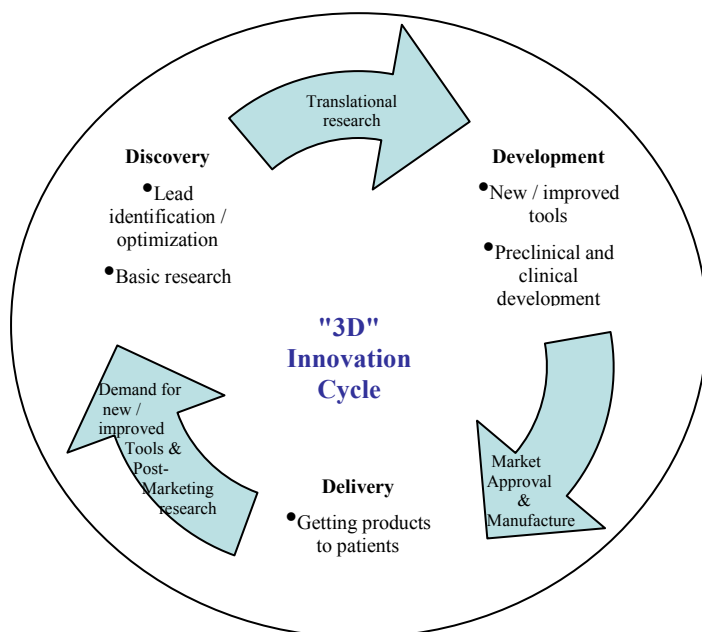 Translational
research
Discovery
•Lead
identification /
optimization
•Basic research
Development
•New / improved
tools
•Preclinical and
clinical
development
"3D"
Innovation
Cycle
Market
Approval
&
Manufacture
Delivery
•Getting products
to patients
Demand for
new /
improved
Tools &
Post-
Marketing
research